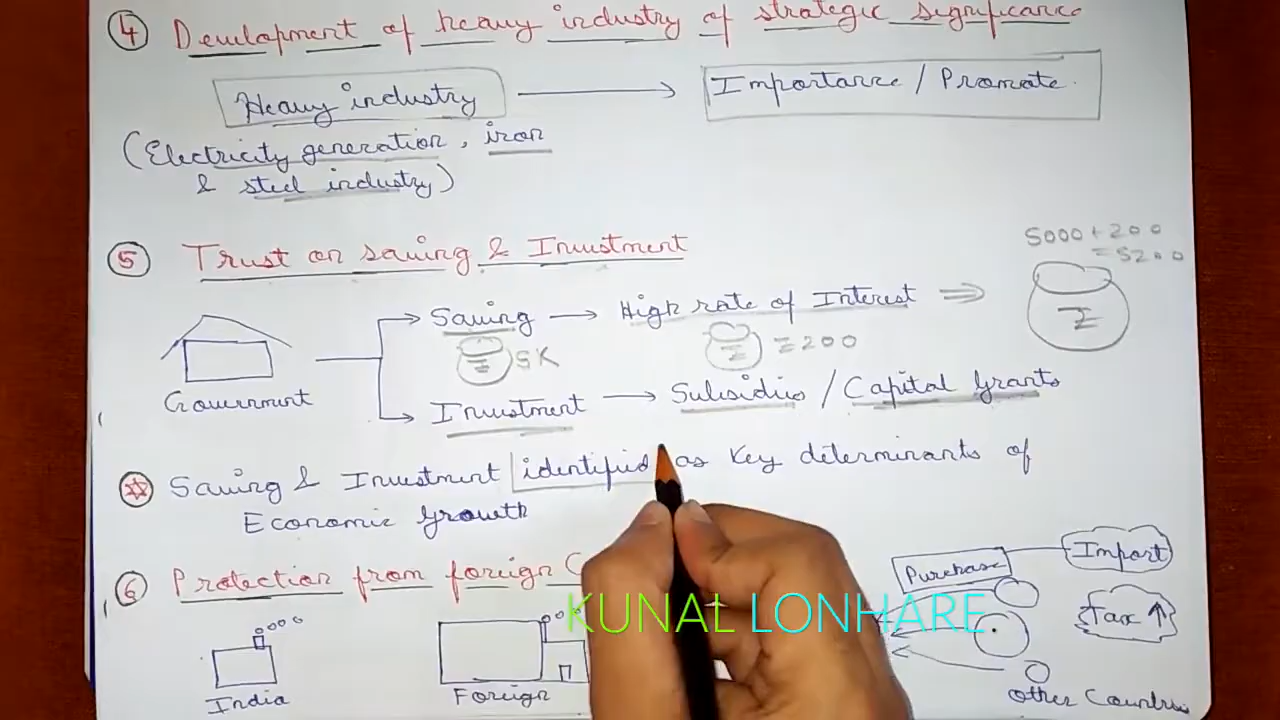 4 Development of heavy industry of strategic significance
Heavy industry → Importance / Promote
(Electricity generation, iron
& steel industry)
5 Trust on saving & Investment
5000 + 200
= 5200
Saving → High rate of Interest ⇒
₹ 5K ₹ = 200 ₹
Government
Investment → Subsidies / Capital Grants
Saving & Investment identified as key determinants of
Economic Growth
6 Protection from foreign C
Purchase Import
Tax ↑
KUNAL LONHARE
India Foreign Other Countries